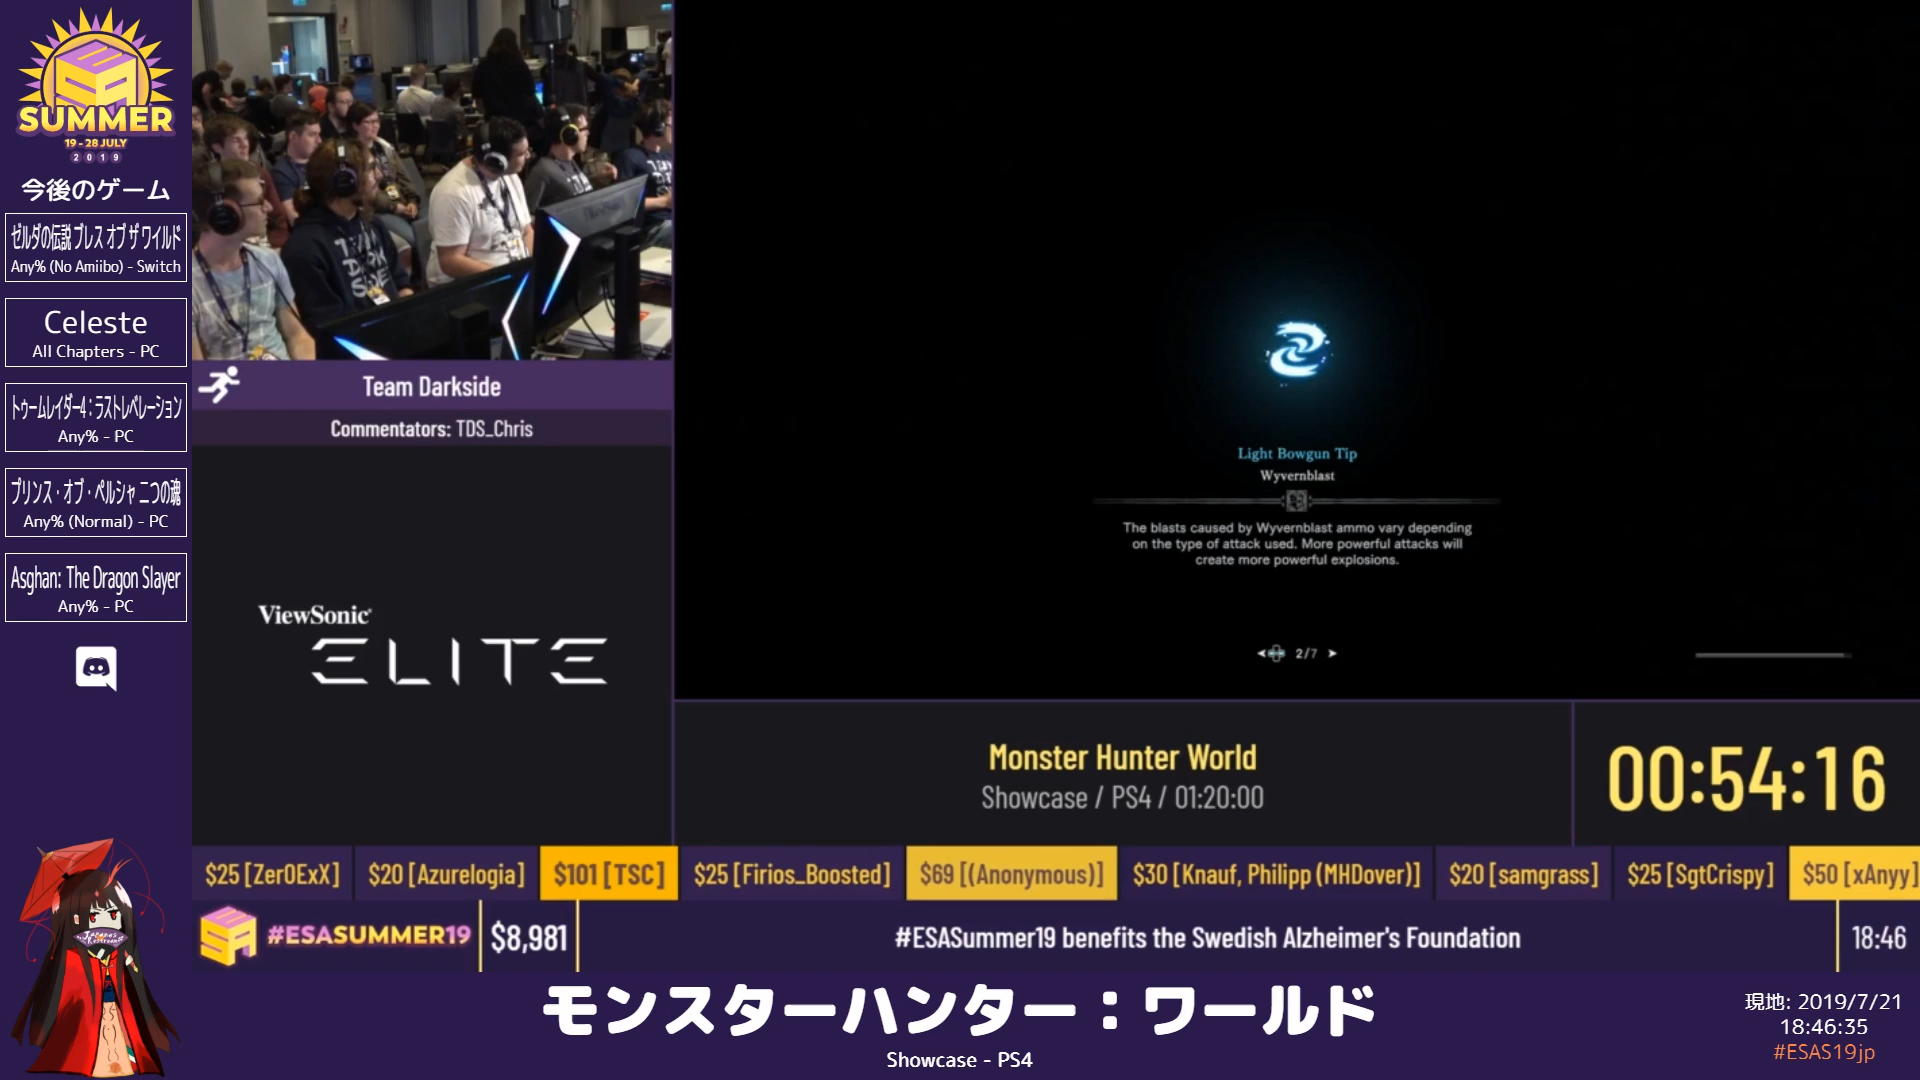 SUMMER
19 - 28 JULY
2019
今後のゲーム
ゼルダの伝説 ブレス オブ ザ ワイルド
Any% (No Amiibo) - Switch
Celeste
All Chapters - PC
トゥームレイダー4：ラストレベレーション
Any% - PC
プリンス・オブ・ペルシャ 二つの魂
Any% (Normal) - PC
Asghan: The Dragon Slayer
Any% - PC
Team Darkside
Commentators: TDS_Chris
ViewSonic
ELITE
Light Bowgun Tip
Wyvernblast
The blasts caused by Wyvernblast ammo vary depending
on the type of attack used. More powerful attacks will
create more powerful explosions.
2/7
Monster Hunter World
Showcase / PS4 / 01:20:00
00:54:16
$25 [Zer0ExX] $20 [Azurelogia] $101 [TSC] $25 [Firios_Boosted] $69 [(Anonymous)] $30 [Knauf, Philipp (MHDover)] $20 [samgrass] $25 [SgtCrispy] $50 [xAnyy]
#ESASUMMER19 $8,981 #ESASummer19 benefits the Swedish Alzheimer's Foundation 18:46
モンスターハンター：ワールド
Showcase - PS4
現地: 2019/7/21
18:46:35
#ESAS19jp